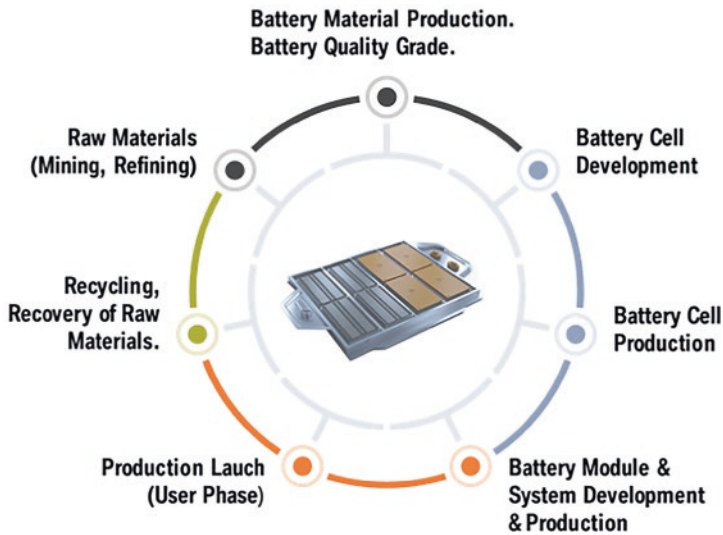 Battery Material Production.
Battery Quality Grade.
Battery Cell
Development
Battery Cell
Production
Battery Module &
System Development
& Production
Production Lauch
(User Phase)
Recycling,
Recovery of Raw
Materials.
Raw Materials
(Mining, Refining)